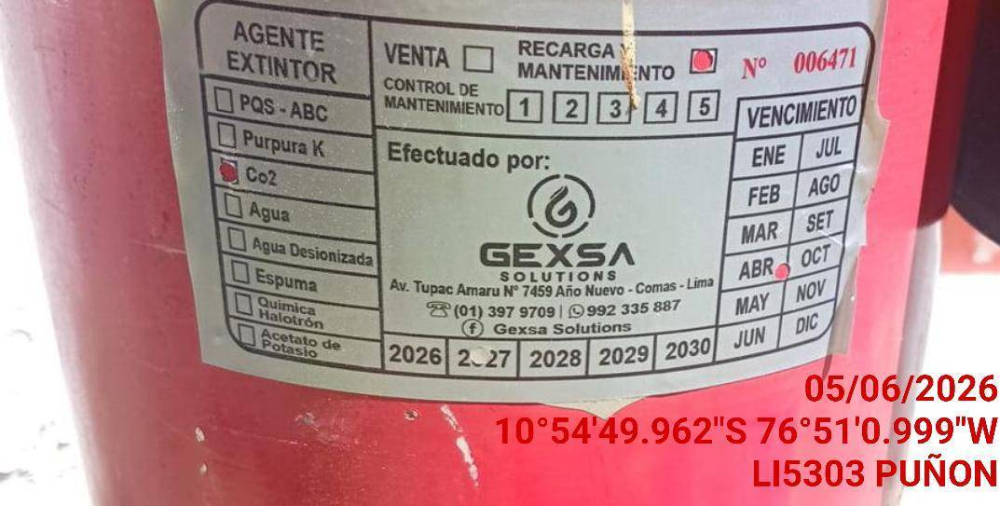 AGENTE
EXTINTOR
PQS - ABC
Purpura K
Co2
Agua
Agua Desionizada
Espuma
Quimica
Halotrón
Acetato de
Potasio
VENTA
RECARGA Y
MANTENIMIENTO
Nº 006471
CONTROL DE
MANTENIMIENTO
1 2 3 4 5
Efectuado por:
GEXSA
SOLUTIONS
Av. Tupac Amaru Nº 7459 Año Nuevo - Comas - Lima
(01) 397 9709 | 992 335 887
Gexsa Solutions
2026 2027 2028 2029 2030
VENCIMIENTO
ENE JUL
FEB AGO
MAR SET
ABR OCT
MAY NOV
JUN DIC
05/06/2026
10°54'49.962"S 76°51'0.999"W
LI5303 PUÑON